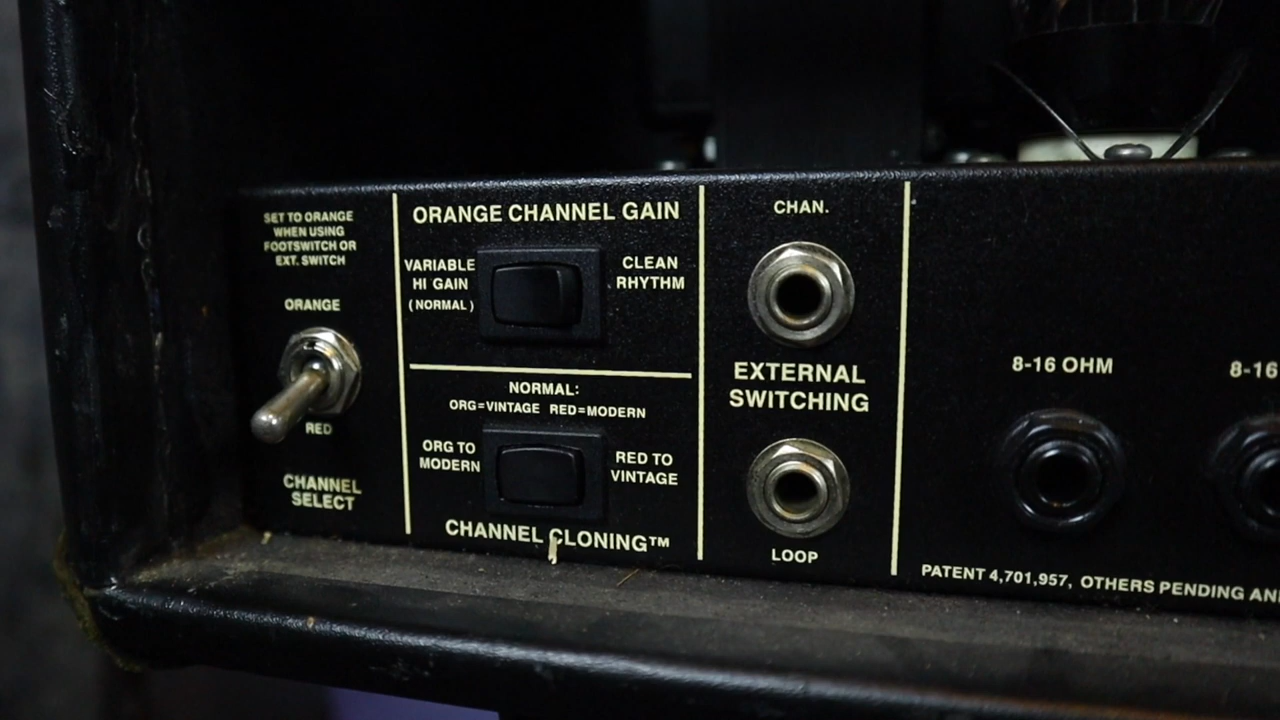 SET TO ORANGE
WHEN USING
FOOTSWITCH OR
EXT. SWITCH
ORANGE
RED
CHANNEL
SELECT
ORANGE CHANNEL GAIN
VARIABLE
HI GAIN
(NORMAL)
CLEAN
RHYTHM
NORMAL:
ORG=VINTAGE RED=MODERN
ORG TO
MODERN
RED TO
VINTAGE
CHANNEL CLONING™
CHAN.
EXTERNAL
SWITCHING
LOOP
8-16 OHM
8-16
PATENT 4,701,957, OTHERS PENDING